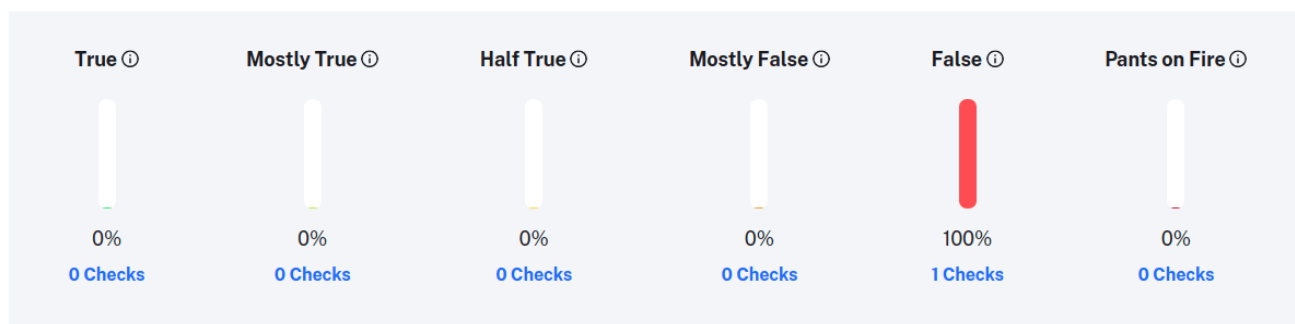 True Mostly True Half True Mostly False False Pants on Fire
0% 0% 0% 0% 100% 0%
0 Checks 0 Checks 0 Checks 0 Checks 1 Checks 0 Checks